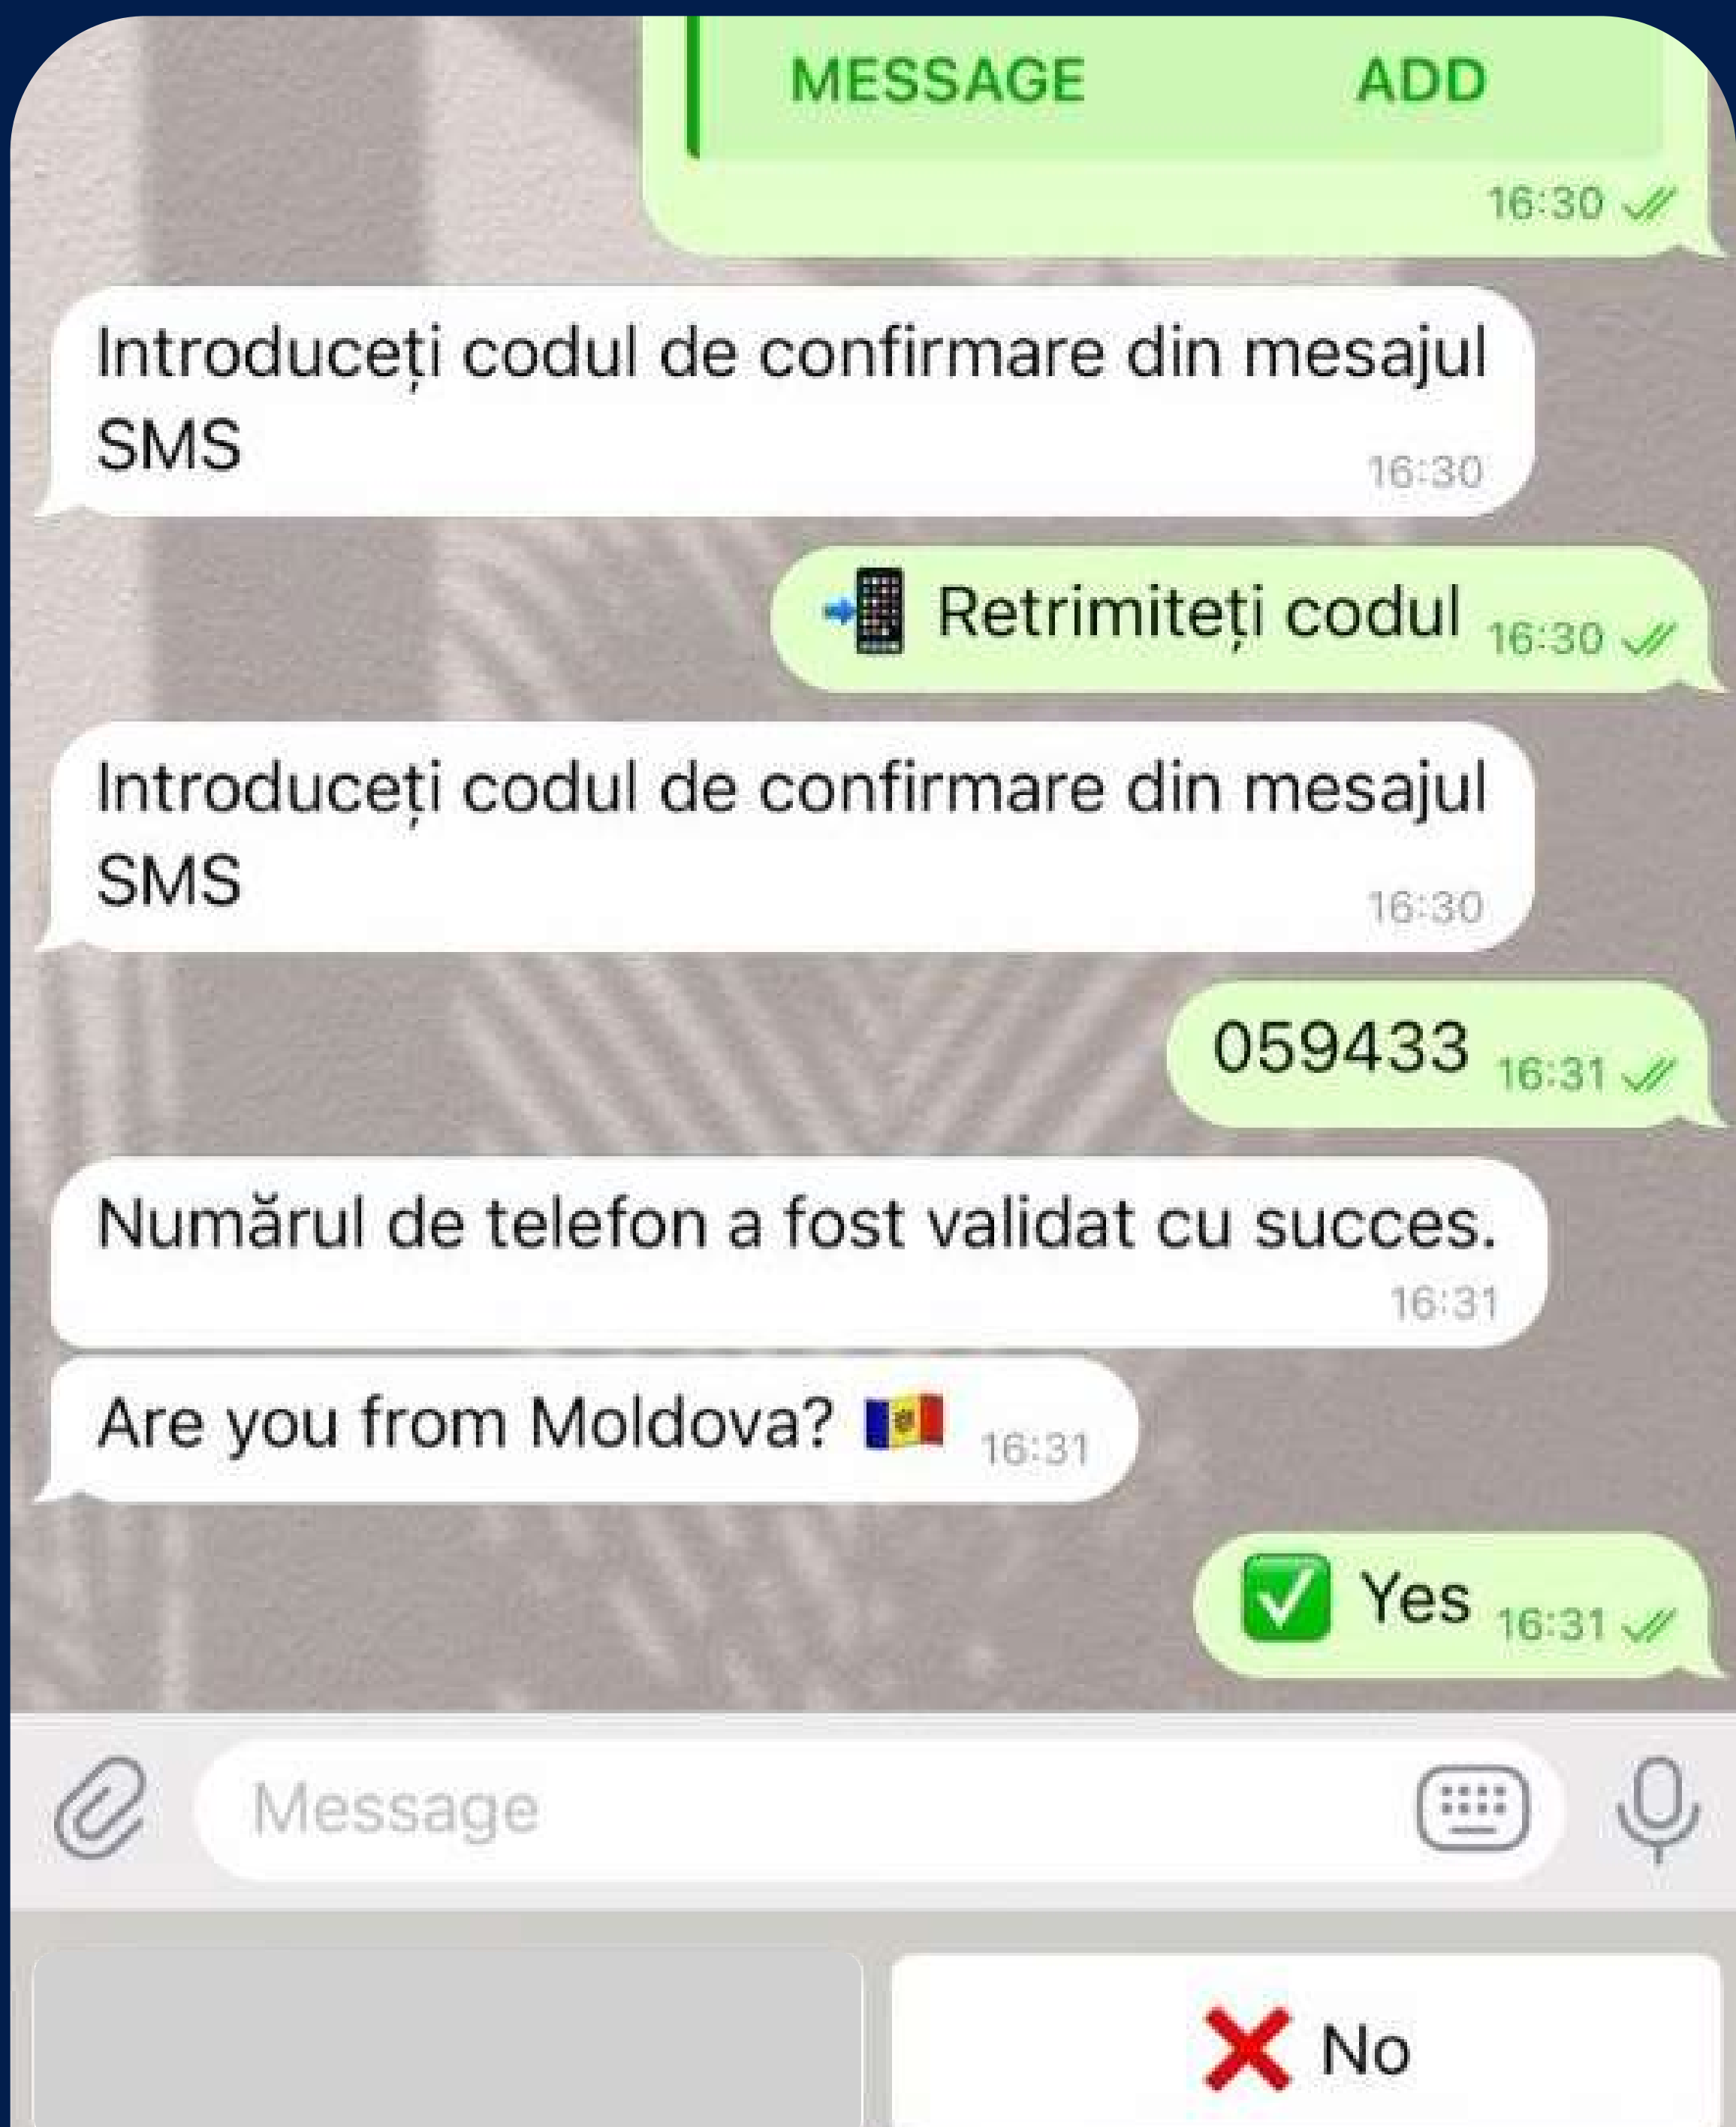 MESSAGE ADD
16:30
Introduceți codul de confirmare din mesajul
SMS
16:30
Retrimiteți codul 16:30
Introduceți codul de confirmare din mesajul
SMS
16:30
059433 16:31
Numărul de telefon a fost validat cu succes.
16:31
Are you from Moldova? 16:31
Yes 16:31
Message
No